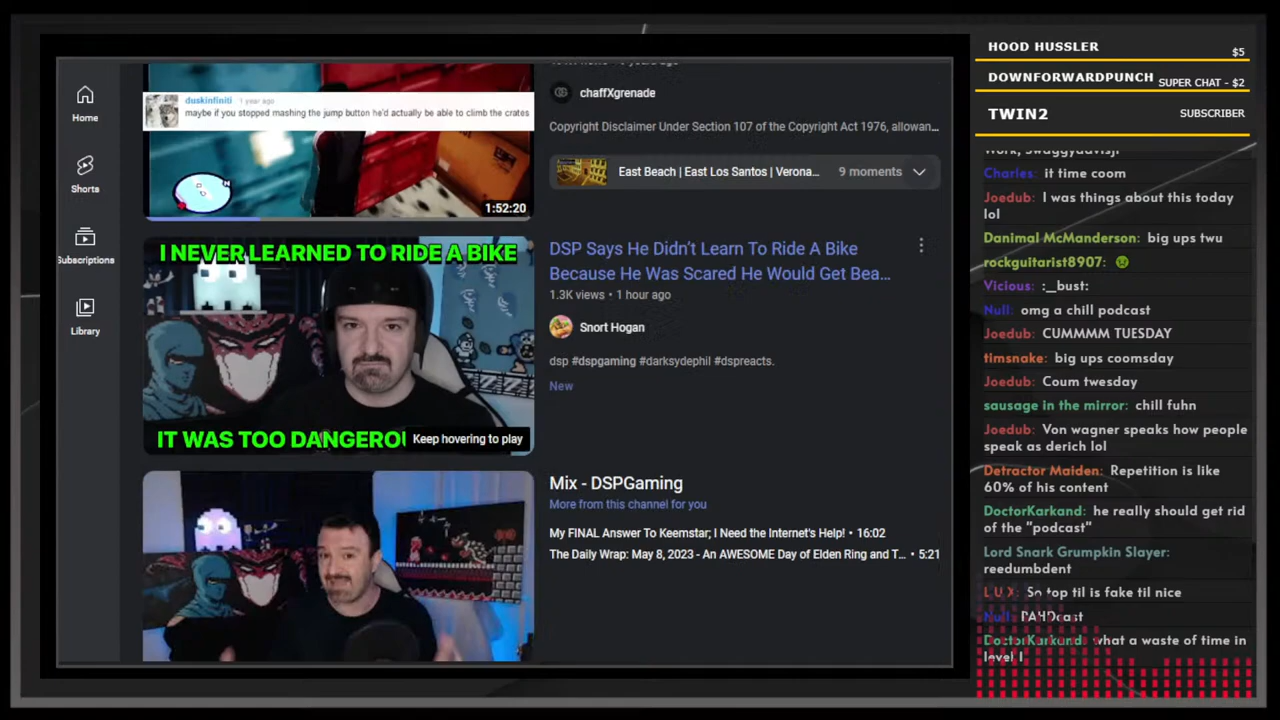 Home
Shorts
Subscriptions
Library
duskinfiniti 1 year ago
maybe if you stopped mashing the jump button he'd actually be able to climb the crates
1:52:20
chaffXgrenade
Copyright Disclaimer Under Section 107 of the Copyright Act 1976, allowan...
East Beach | East Los Santos | Verona... 9 moments
I NEVER LEARNED TO RIDE A BIKE
IT WAS TOO DANGEROU
Keep hovering to play
DSP Says He Didn't Learn To Ride A Bike
Because He Was Scared He Would Get Bea...
1.3K views • 1 hour ago
Snort Hogan
dsp #dspgaming #darksydephil #dspreacts.
New
Mix - DSPGaming
More from this channel for you
My FINAL Answer To Keemstar; I Need the Internet's Help! • 16:02
The Daily Wrap: May 8, 2023 - An AWESOME Day of Elden Ring and T... • 5:21
HOOD HUSSLER $5
DOWNFORWARDPUNCH SUPER CHAT - $2
TWIN2 SUBSCRIBER
Charles: it time coom
Joedub: I was things about this today
lol
Danimal McManderson: big ups twu
rockguitarist8907:
Vicious: :_bust:
Null: omg a chill podcast
Joedub: CUMMMM TUESDAY
timsnake: big ups coomsday
Joedub: Coum twesday
sausage in the mirror: chill fuhn
Joedub: Von wagner speaks how people
speak as derich lol
Detractor Maiden: Repetition is like
60% of his content
DoctorKarkand: he really should get rid
of the "podcast"
Lord Snark Grumpkin Slayer:
reedumbdent
L U X: So top til is fake til nice
Null: PAHDcast
DoctorKarkand: what a waste of time in
level 1